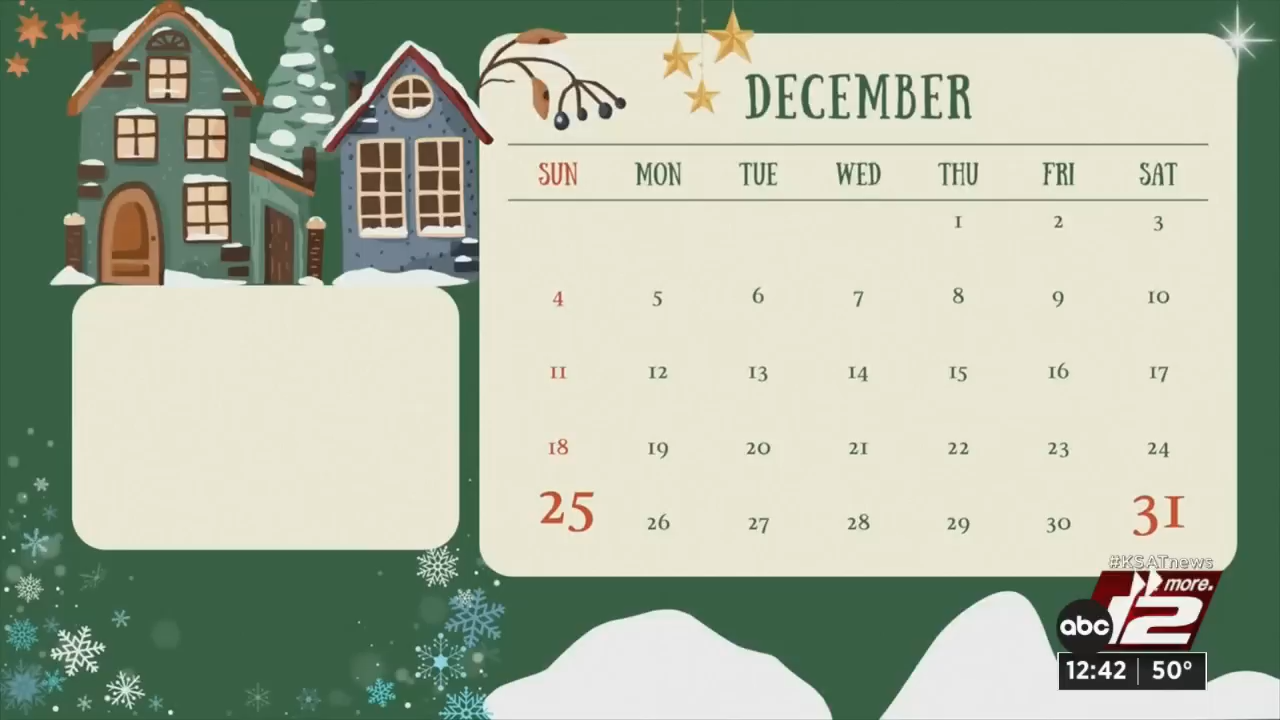 DECEMBER
SUN MON TUE WED THU FRI SAT
1 2 3
4 5 6 7 8 9 10
11 12 13 14 15 16 17
18 19 20 21 22 23 24
25 26 27 28 29 30 31
#KSATnews
more.
abc 12
12:42 50°